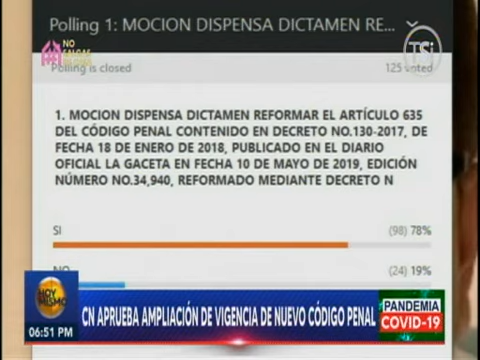 Polling 1: MOCION DISPENSA DICTAMEN RE...
TSi
NO
SALGAS
Polling is closed
125 voted
1. MOCION DISPENSA DICTAMEN REFORMAR EL ARTÍCULO 635
DEL CÓDIGO PENAL CONTENIDO EN DECRETO NO.130-2017, DE
FECHA 18 DE ENERO DE 2018, PUBLICADO EN EL DIARIO
OFICIAL LA GACETA EN FECHA 10 DE MAYO DE 2019, EDICIÓN
NÚMERO NO.34,940, REFORMADO MEDIANTE DECRETO N
SI
(98) 78%
NO
(24) 19%
HOY
MISMO
06:51 PM
CN APRUEBA AMPLIACIÓN DE VIGENCIA DE NUEVO CÓDIGO PENAL
PANDEMIA
COVID-19